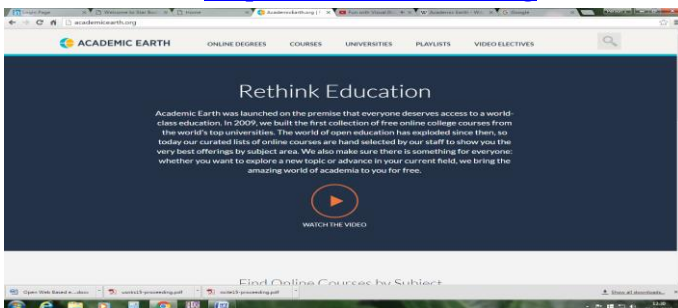 academicearth.org
ACADEMIC EARTH
ONLINE DEGREES
COURSES
UNIVERSITIES
PLAYLISTS
VIDEO ELECTIVES
Rethink Education
Academic Earth was launched on the premise that everyone deserves access to a world-
class education. In 2009, we built the first collection of free online college courses from
the world's top universities. The world of open education has exploded since then, so
today our curated lists of online courses are hand selected by our staff to show you the
very best offerings by subject area. We also make sure there is something for everyone:
whether you want to explore a new topic or advance in your current field, we bring the
amazing world of academia to you for
free.
WATCH THE VIDEO
Find Online Courses by Subject
Show all downloads...